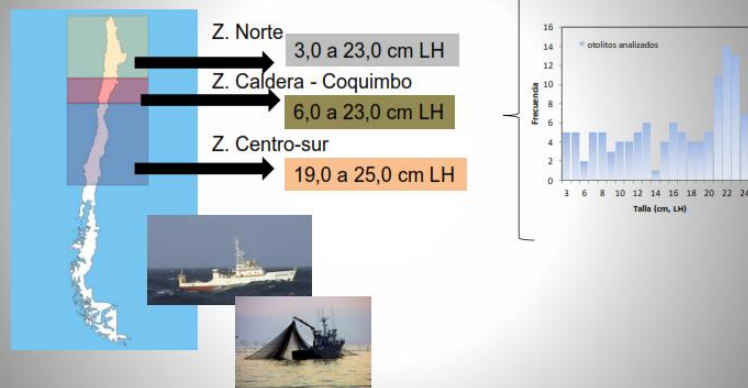 Z. Norte
3,0 a 23,0 cm LH
Z. Caldera - Coquimbo
6,0 a 23,0 cm LH
Z. Centro-sur
19,0 a 25,0 cm LH
16
14
12
10
8
6
4
2
0
otolitos analizados
Frecuencia
3 6 8 10 12 14 16 18 20 22 24
Talla (cm, LH)